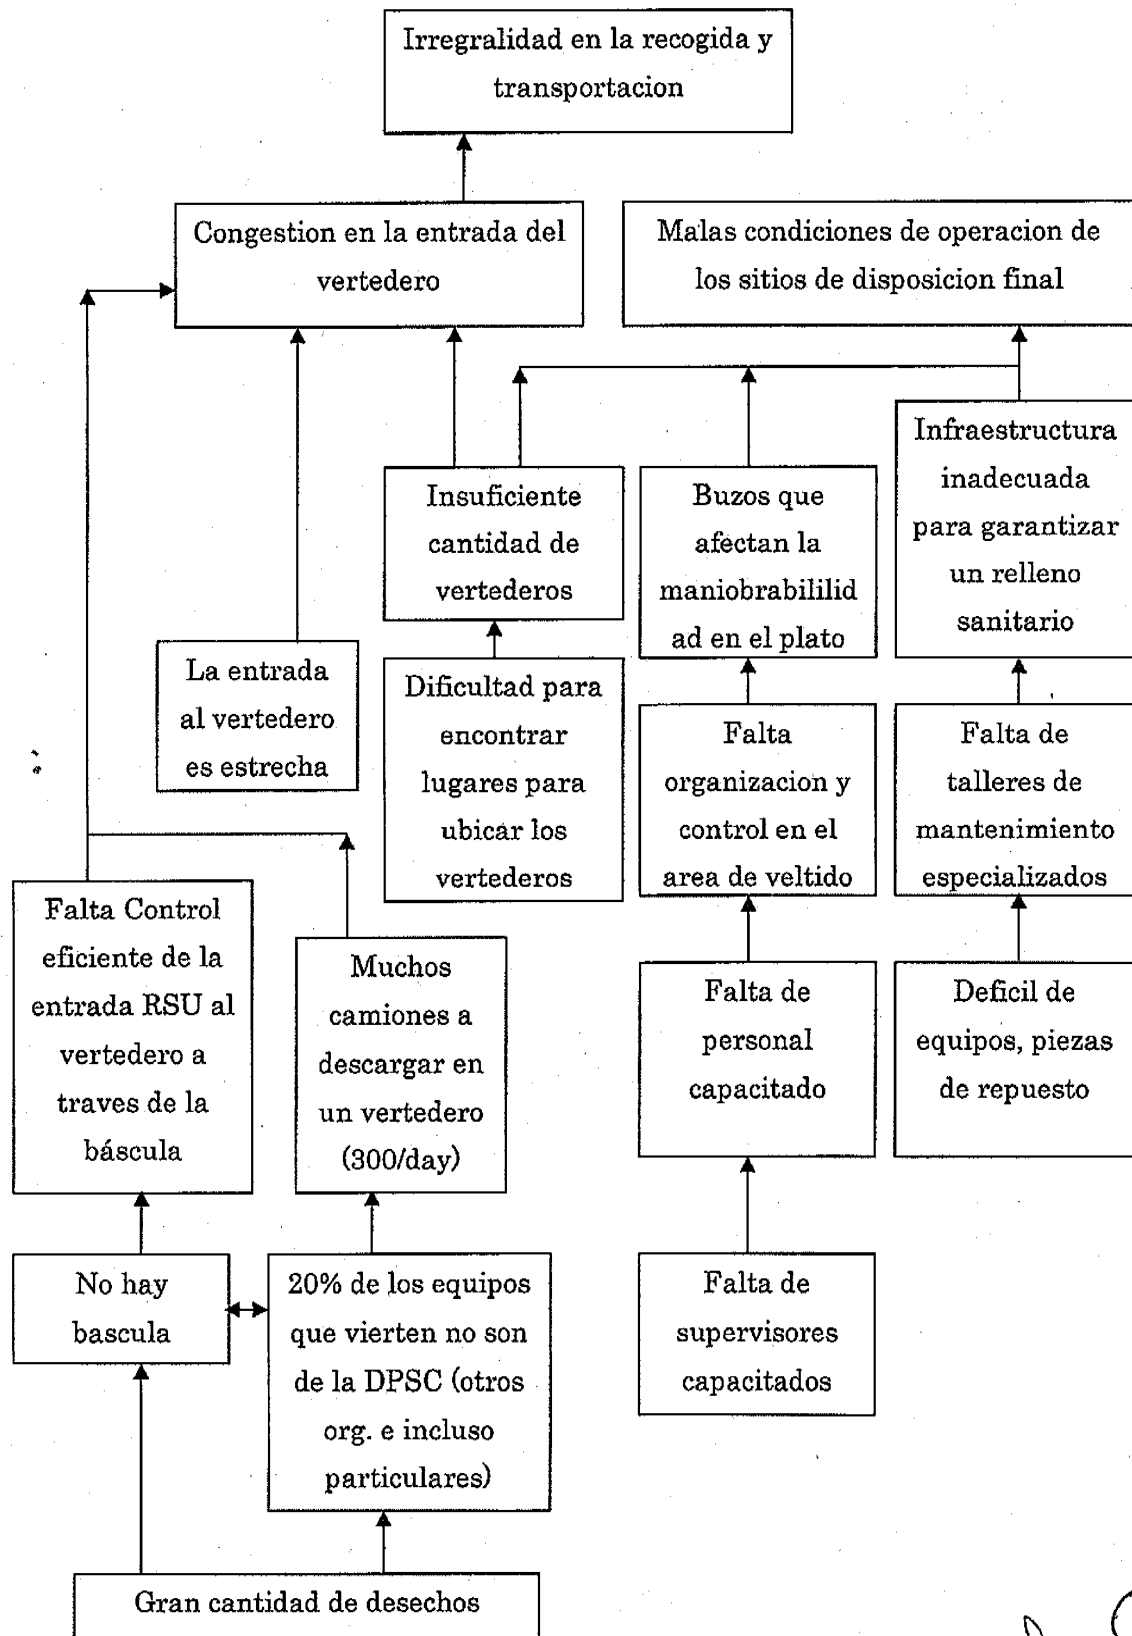 Irregralidad en la recogida y
transportacion
Congestion en la entrada del
vertedero
Malas condiciones de operacion de
los sitios de disposicion final
Insuficiente
cantidad de
vertederos
Buzos que
afectan la
maniobrabililid
ad en el plato
Infraestructura
inadecuada
para garantizar
un relleno
sanitario
La entrada
al vertedero
es estrecha
Dificultad para
encontrar
lugares para
ubicar los
vertederos
Falta
organizacion y
control en el
area de veltido
Falta de
talleres de
mantenimiento
especializados
Falta Control
eficiente de la
entrada RSU al
vertedero a
traves de la
báscula
Muchos
camiones a
descargar en
un vertedero
(300/day)
Falta de
personal
capacitado
Deficil de
equipos, piezas
de repuesto
No hay
bascula
20% de los equipos
que vierten no son
de la DPSC (otros
org. e incluso
particulares)
Falta de
supervisores
capacitados
Gran cantidad de desechos